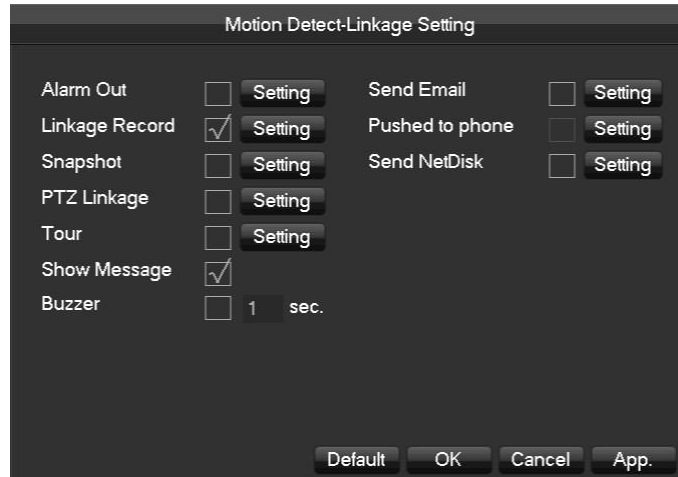 Motion Detect-Linkage Setting
Alarm Out Setting Send Email Setting
Linkage Record Setting Pushed to phone Setting
Snapshot Setting Send NetDisk Setting
PTZ Linkage Setting
Tour Setting
Show Message
Buzzer 1 sec.
Default OK Cancel App.